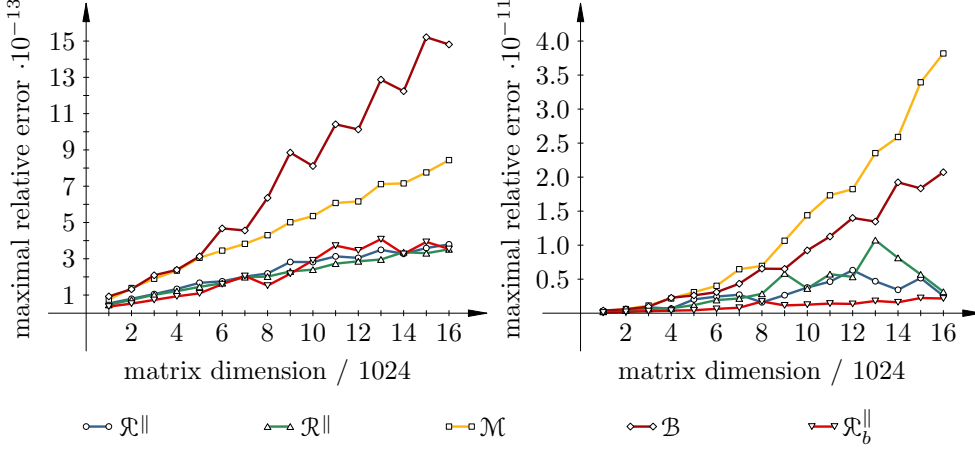 maximal relative error ·10⁻¹³
15
13
11
9
7
5
3
1
2 4 6 8 10 12 14 16
matrix dimension / 1024
maximal relative error ·10⁻¹¹
4.0
3.5
3.0
2.5
2.0
1.5
1.0
0.5
2 4 6 8 10 12 14 16
matrix dimension / 1024
ℛ∥ ℛ∥ ℳ ℬ ℛ_b^∥